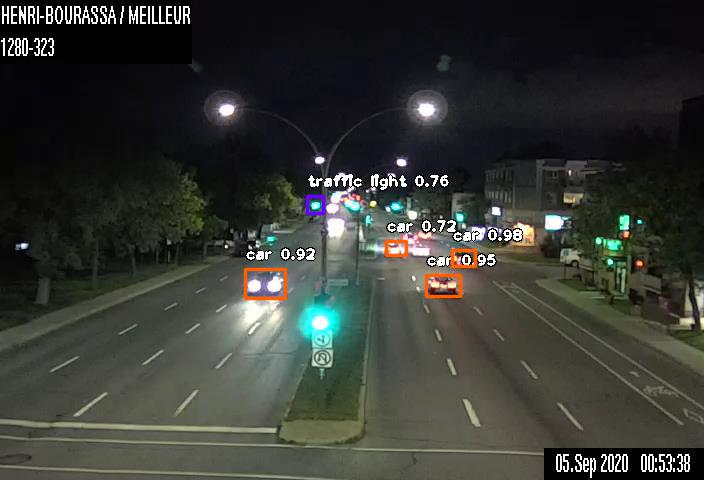 HENRI-BOURASSA / MEILLEUR
1280-323
traffic light 0.76
car 0.72
car 0.98
car 0.92
car 0.95
05.Sep 2020 00:53:38